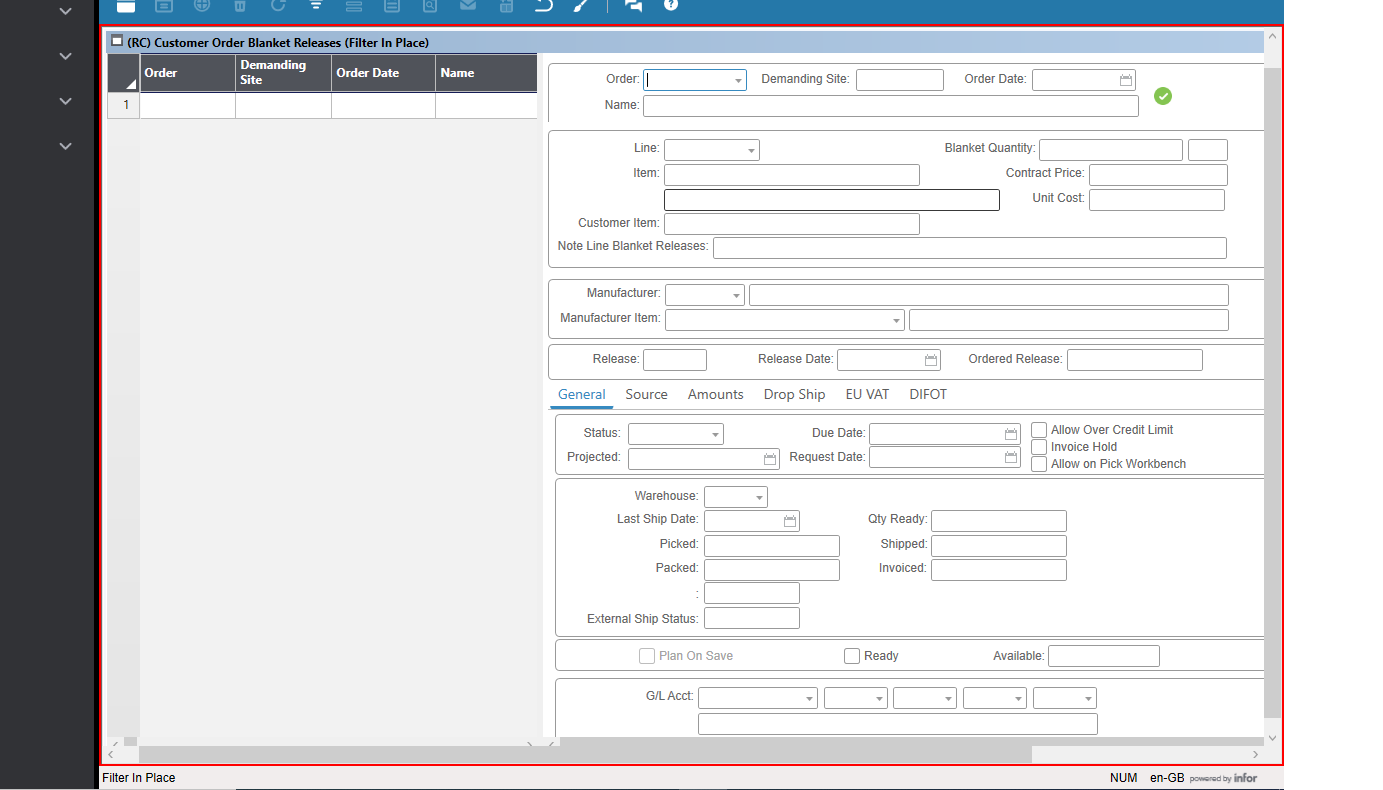 (RC) Customer Order Blanket Releases (Filter In Place)
Order
Demanding
Site
Order Date
Name
1
Order:
Demanding Site:
Order Date:
Name:
Line:
Blanket Quantity:
Item:
Contract Price:
Unit Cost:
Customer Item:
Note Line Blanket Releases:
Manufacturer:
Manufacturer Item:
Release:
Release Date:
Ordered Release:
General Source Amounts Drop Ship EU VAT DIFOT
Status:
Due Date:
Allow Over Credit Limit
Invoice Hold
Projected:
Request Date:
Allow on Pick Workbench
Warehouse:
Last Ship Date:
Qty Ready:
Picked:
Shipped:
Packed:
Invoiced:
:
External Ship Status:
Plan On Save
Ready
Available:
G/L Acct:
Filter In Place
NUM
en-GB
powered by infor